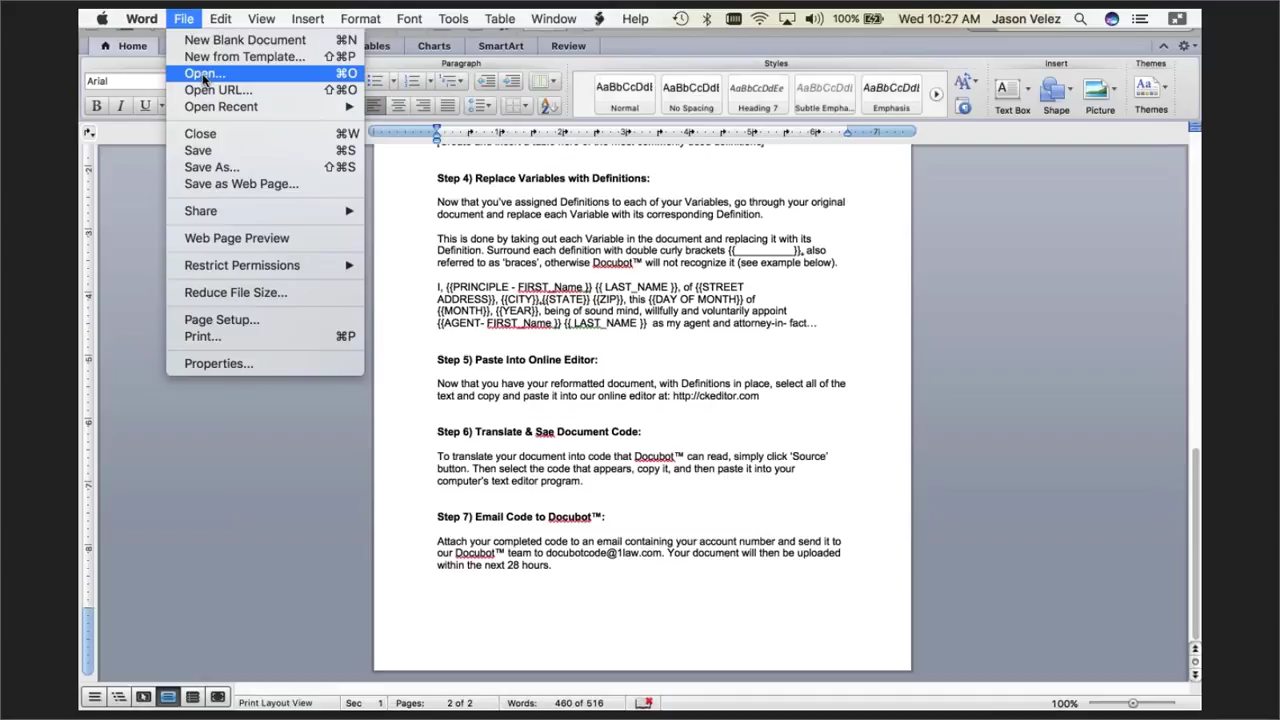 Word File Edit View Insert Format Font Tools Table Window Help 100% Wed 10:27 AM Jason Velez
Home Charts SmartArt Review
New Blank Document ⌘N
New from Template... ⇧⌘P
Open... ⌘O
Open URL... ⇧⌘O
Open Recent
Close ⌘W
Save ⌘S
Save As... ⇧⌘S
Save as Web Page...
Share
Web Page Preview
Restrict Permissions
Reduce File Size...
Page Setup...
Print... ⌘P
Properties...
Paragraph Styles Insert Themes
Arial
B I U
AaBbCcDd AaBbCcDd AaBbCcDdEe AaBbCcDd AaBbCcDd
Normal No Spacing Heading 7 Subtle Empha... Emphasis
Text Box Shape Picture Themes
Step 4) Replace Variables with Definitions:
Now that you've assigned Definitions to each of your Variables, go through your original
document and replace each Variable with its corresponding Definition.
This is done by taking out each Variable in the document and replacing it with its
Definition. Surround each definition with double curly brackets {{__________}}, also
referred to as 'braces', otherwise Docubot™ will not recognize it (see example below).
I, {{PRINCIPLE - FIRST_Name }} {{ LAST_NAME }}, of {{STREET
ADDRESS}}, {{CITY}},{{STATE}} {{ZIP}}, this {{DAY OF MONTH}} of
{{MONTH}}, {{YEAR}}, being of sound mind, willfully and voluntarily appoint
{{AGENT- FIRST_Name }} {{ LAST_NAME }} as my agent and attorney-in- fact…
Step 5) Paste Into Online Editor:
Now that you have your reformatted document, with Definitions in place, select all of the
text and copy and paste it into our online editor at: http://ckeditor.com
Step 6) Translate & Sae Document Code:
To translate your document into code that Docubot™ can read, simply click 'Source'
button. Then select the code that appears, copy it, and then paste it into your
computer's text editor program.
Step 7) Email Code to Docubot™:
Attach your completed code to an email containing your account number and send it to
our Docubot™ team to docubotcode@1law.com. Your document will then be uploaded
within the next 28 hours.
Print Layout View Sec 1 Pages: 2 of 2 Words: 460 of 516 100%